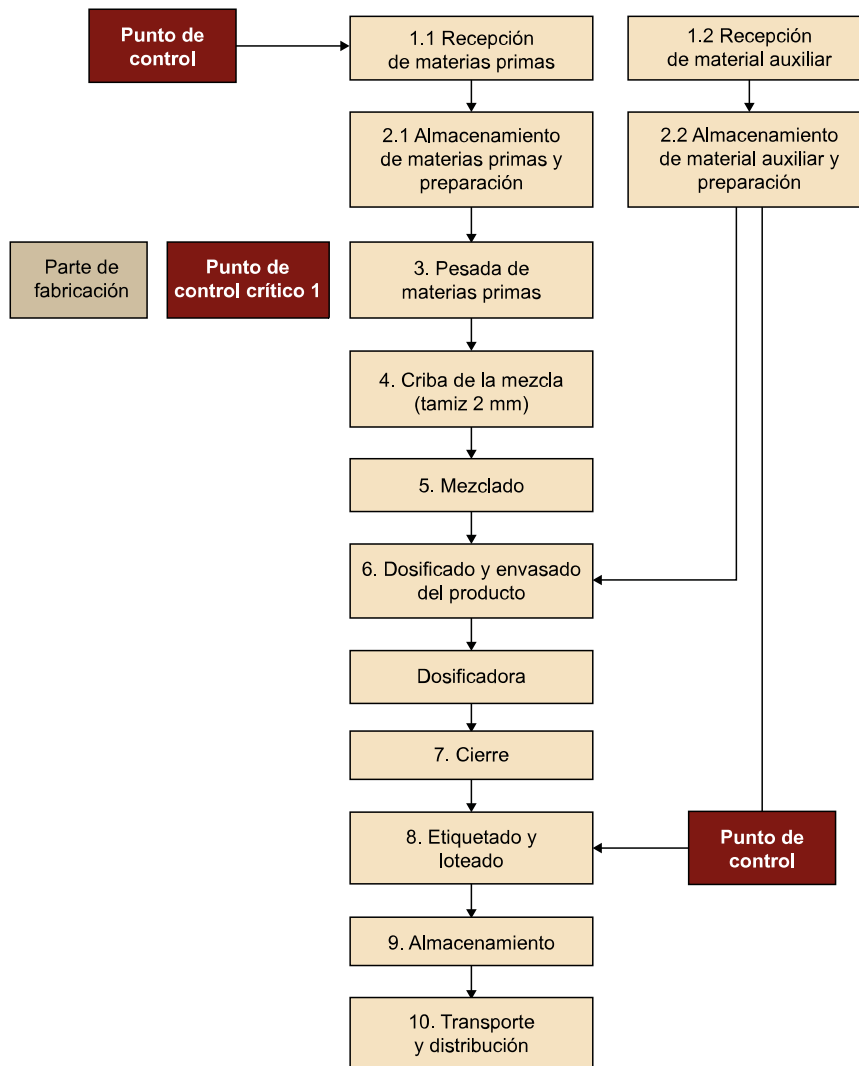 Punto de
control
1.1 Recepción
de materias primas
1.2 Recepción
de material auxiliar
2.1 Almacenamiento
de materias primas y
preparación
2.2 Almacenamiento
de material auxiliar y
preparación
Parte de
fabricación
Punto de
control crítico 1
3. Pesada de
materias primas
4. Criba de la mezcla
(tamiz 2 mm)
5. Mezclado
6. Dosificado y envasado
del producto
Dosificadora
7. Cierre
8. Etiquetado y
loteado
Punto de
control
9. Almacenamiento
10. Transporte
y distribución